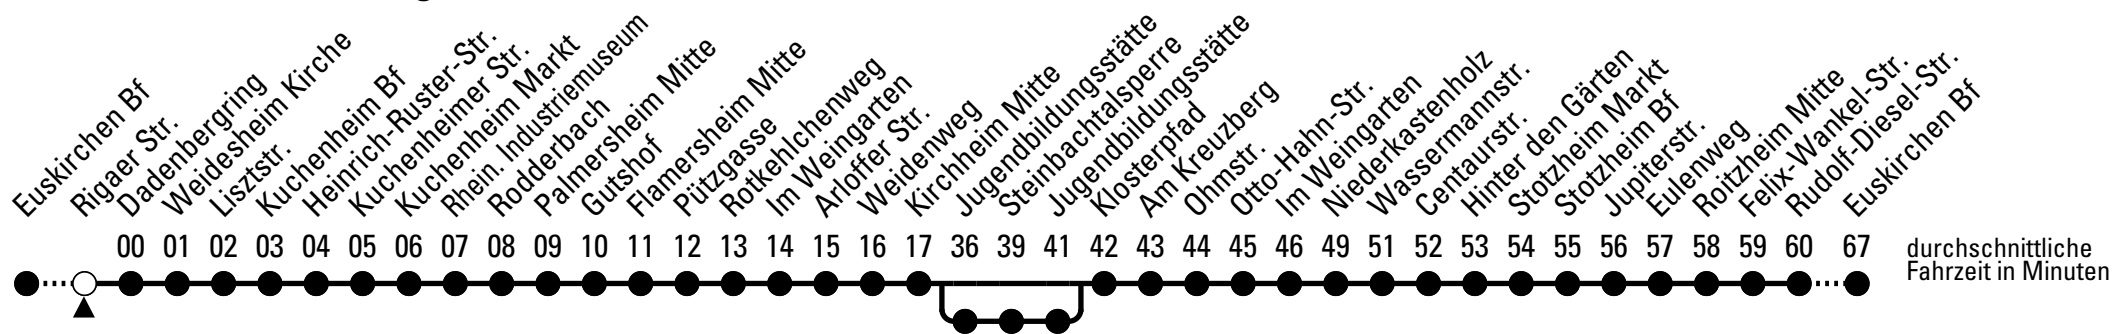 Euskirchen Bf
Rigaer Str.
Dadenbergring
Weidesheim Kirche
Lisztstr.
Kuchenheim Bf
Heinrich-Ruster-Str.
Kuchenheimer Str.
Kuchenheim Markt
Rhein. Industriemuseum
Rodderbach
Palmersheim Mitte
Gutshof
Flamersheim Mitte
Pützgasse
Rotkehlchenweg
Im Weingarten
Arloffer Str.
Weidenweg
Kirchheim Mitte
Jugendbildungsstätte
Steinbachtalsperre
Jugendbildungsstätte
Klosterpfad
Am Kreuzberg
Ohmstr.
Otto-Hahn-Str.
Im Weingarten
Niederkastenholz
Wassermannstr.
Centaurstr.
Hinter den Gärten
Stotzheim Markt
Stotzheim Bf
Jupiterstr.
Eulenweg
Roitzheim Mitte
Felix-Wankel-Str.
Rudolf-Diesel-Str.
Euskirchen Bf
00 01 02 03 04 05 06 07 08 09 10 11 12 13 14 15 16 17 36 39 41 42 43 44 45 46 49 51 52 53 54 55 56 57 58 59 60 67
durchschnittliche
Fahrzeit in Minuten